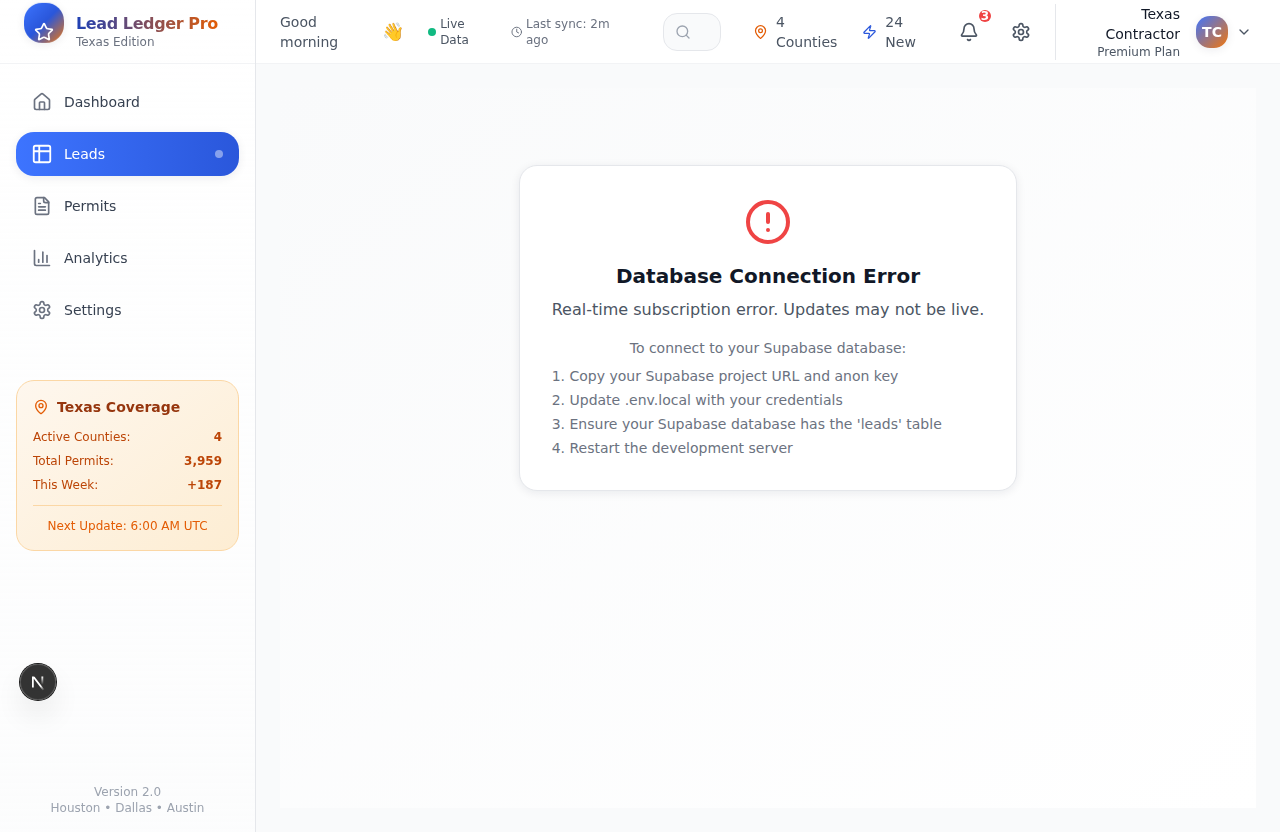 Lead Ledger Pro
Texas Edition
Good
morning
👋
Live
Data
Last sync: 2m
ago
4
Counties
24
New
3
Texas
Contractor
Premium Plan
TC
Dashboard
Leads
Permits
Analytics
Settings
Texas Coverage
Active Counties: 4
Total Permits: 3,959
This Week: +187
Next Update: 6:00 AM UTC
N
Version 2.0
Houston • Dallas • Austin
Database Connection Error
Real-time subscription error. Updates may not be live.
To connect to your Supabase database:
1. Copy your Supabase project URL and anon key
2. Update .env.local with your credentials
3. Ensure your Supabase database has the 'leads' table
4. Restart the development server